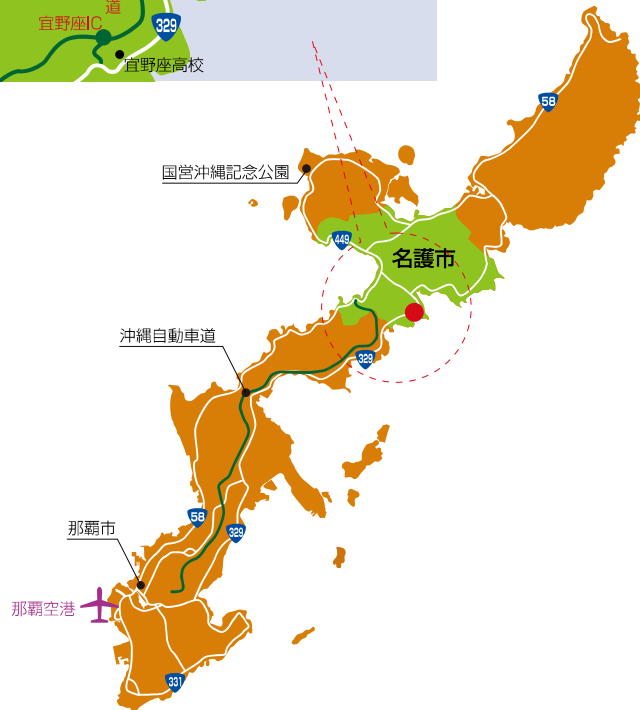 道
宜野座IC
329
宜野座高校
58
国営沖縄記念公園
449
名護市
沖縄自動車道
329
58
329
那覇市
那覇空港
331